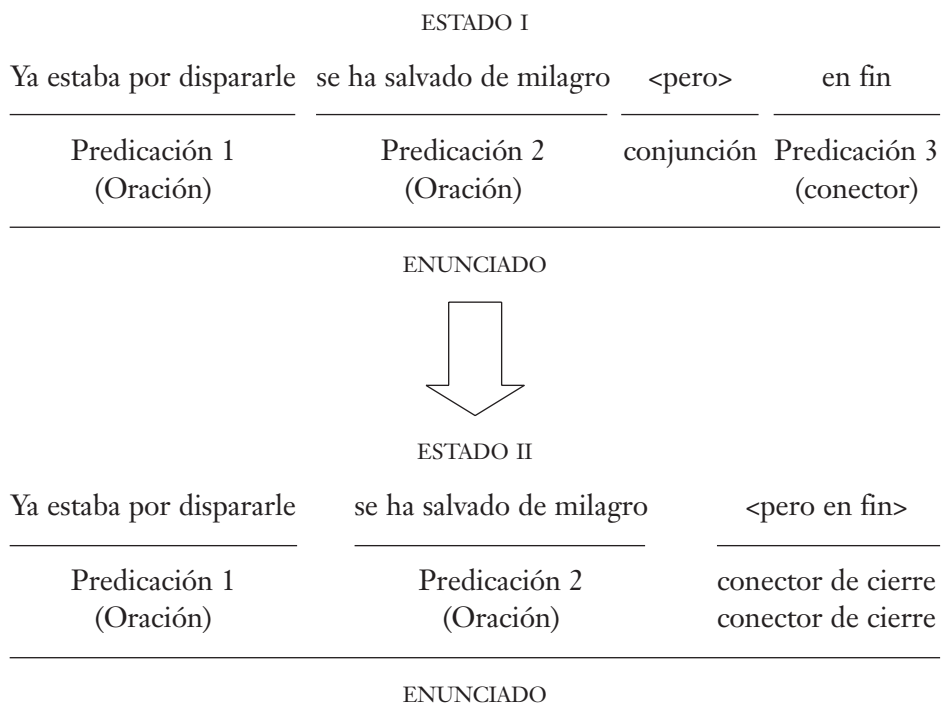 ESTADO I
Ya estaba por dispararle se ha salvado de milagro <pero> en fin
Predicación 1 Predicación 2 conjunción Predicación 3
(Oración) (Oración) (conector)
ENUNCIADO
ESTADO II
Ya estaba por dispararle se ha salvado de milagro <pero en fin>
Predicación 1 Predicación 2 conector de cierre
(Oración) (Oración) conector de cierre
ENUNCIADO